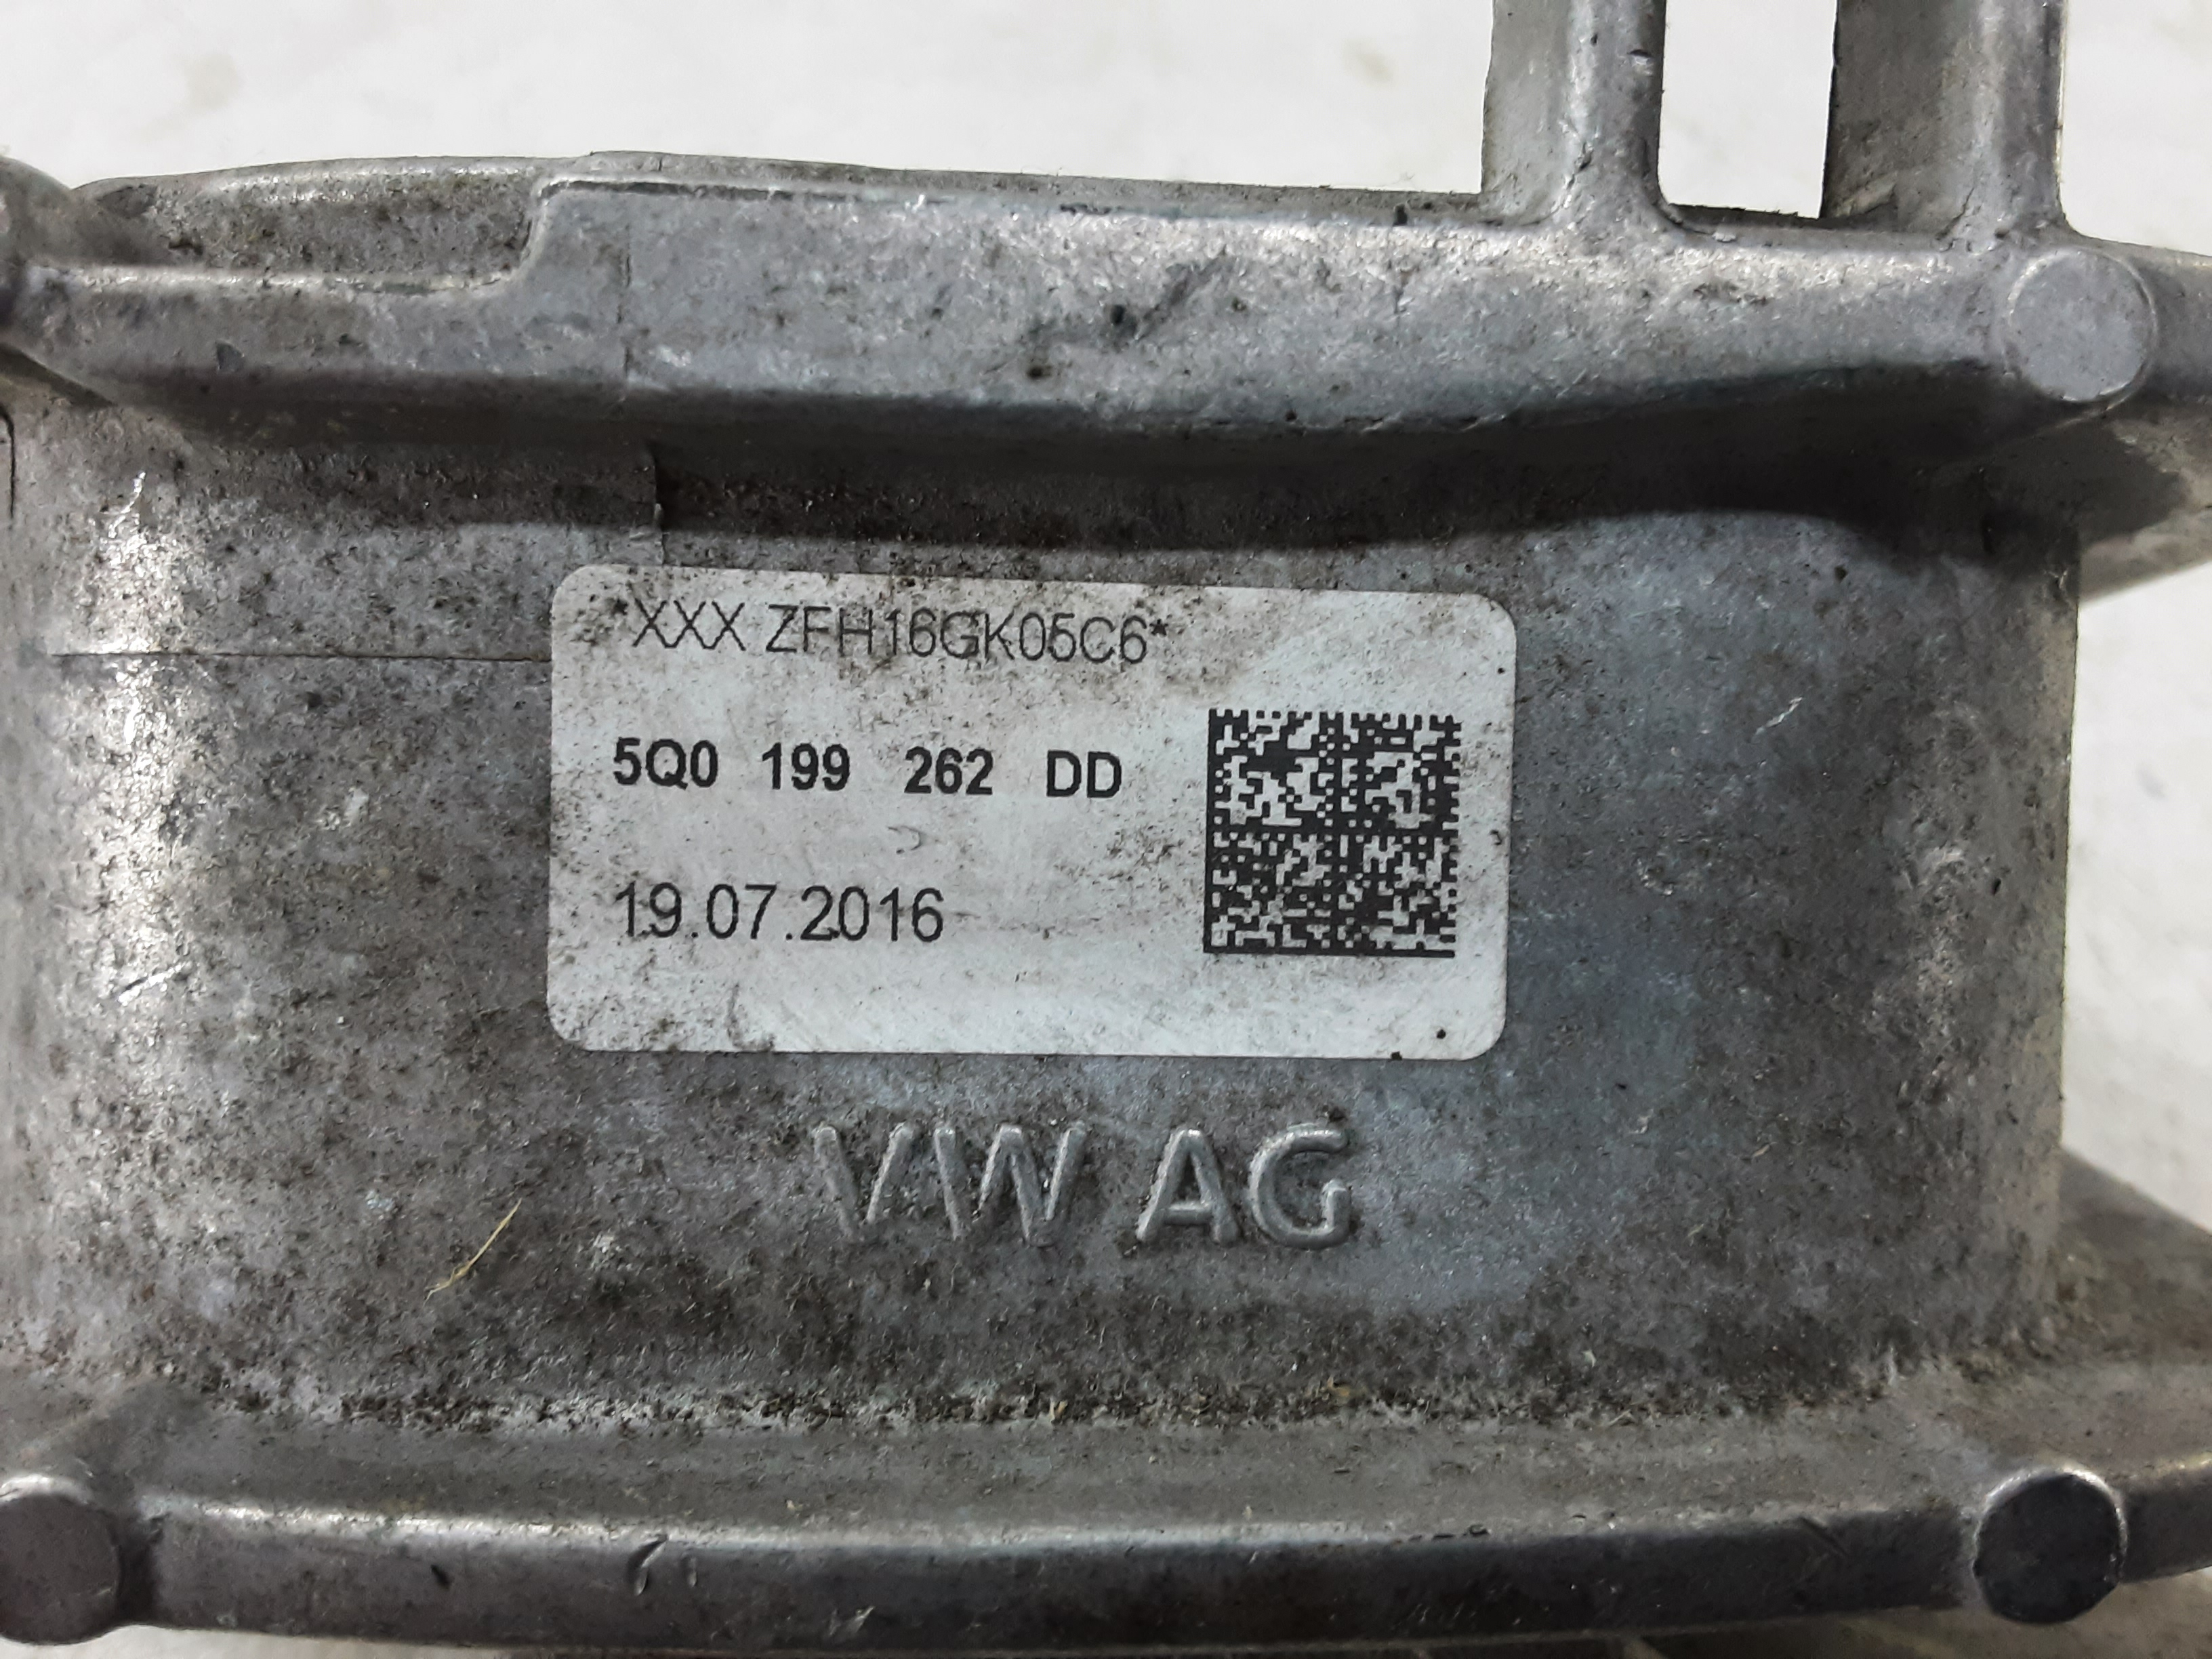 *XXX ZFH16GK05C6*
5Q0 199 262 DD
19.07.2016
VW AG